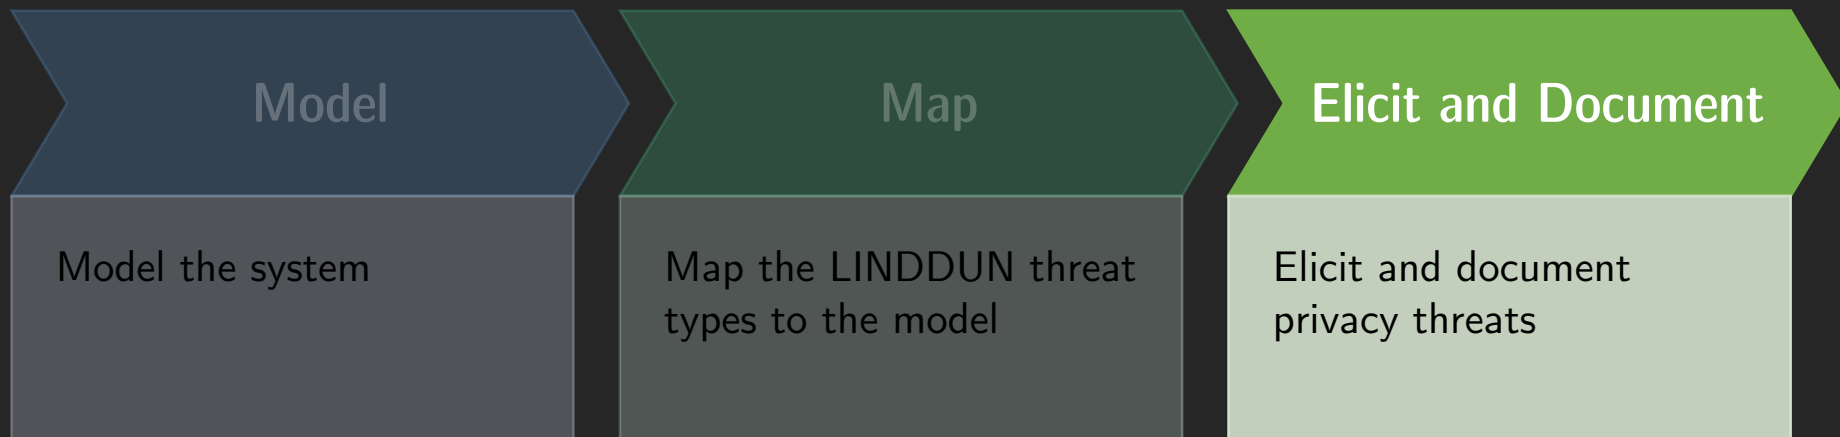 Model
Map
Elicit and Document
Model the system
Map the LINDDUN threat
types to the model
Elicit and document
privacy threats